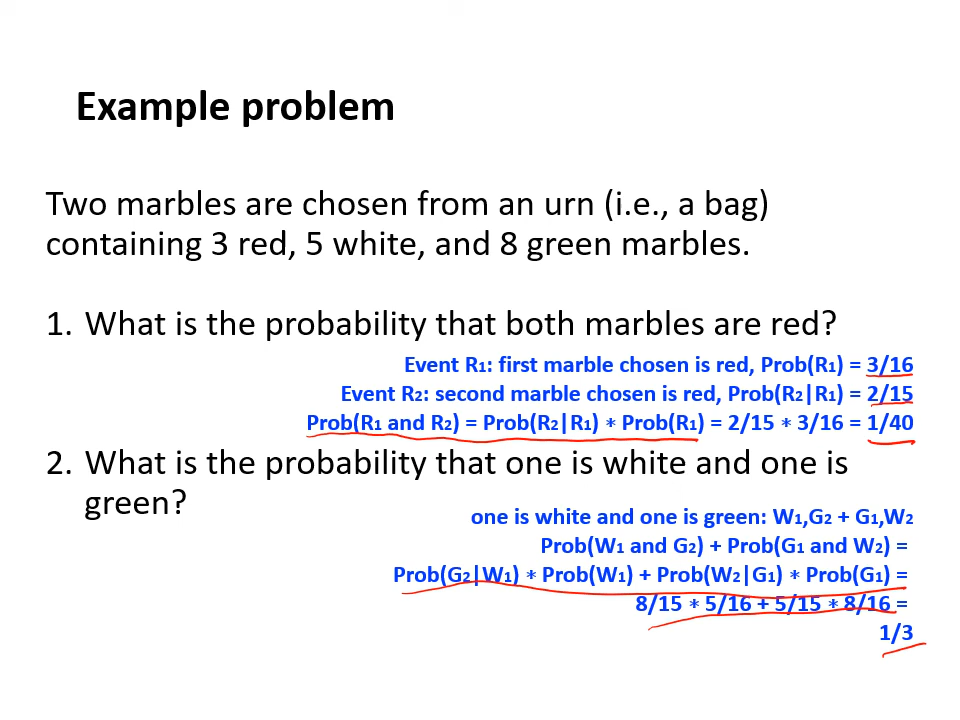 Example problem
Two marbles are chosen from an urn (i.e., a bag)
containing 3 red, 5 white, and 8 green marbles.
1. What is the probability that both marbles are red?
Event R1: first marble chosen is red, Prob(R1) = 3/16
Event R2: second marble chosen is red, Prob(R2|R1) = 2/15
Prob(R1 and R2) = Prob(R2|R1) * Prob(R1) = 2/15 * 3/16 = 1/40
2. What is the probability that one is white and one is
green?
one is white and one is green: W1,G2 + G1,W2
Prob(W1 and G2) + Prob(G1 and W2) =
Prob(G2|W1) * Prob(W1) + Prob(W2|G1) * Prob(G1) =
8/15 * 5/16 + 5/15 * 8/16 =
1/3